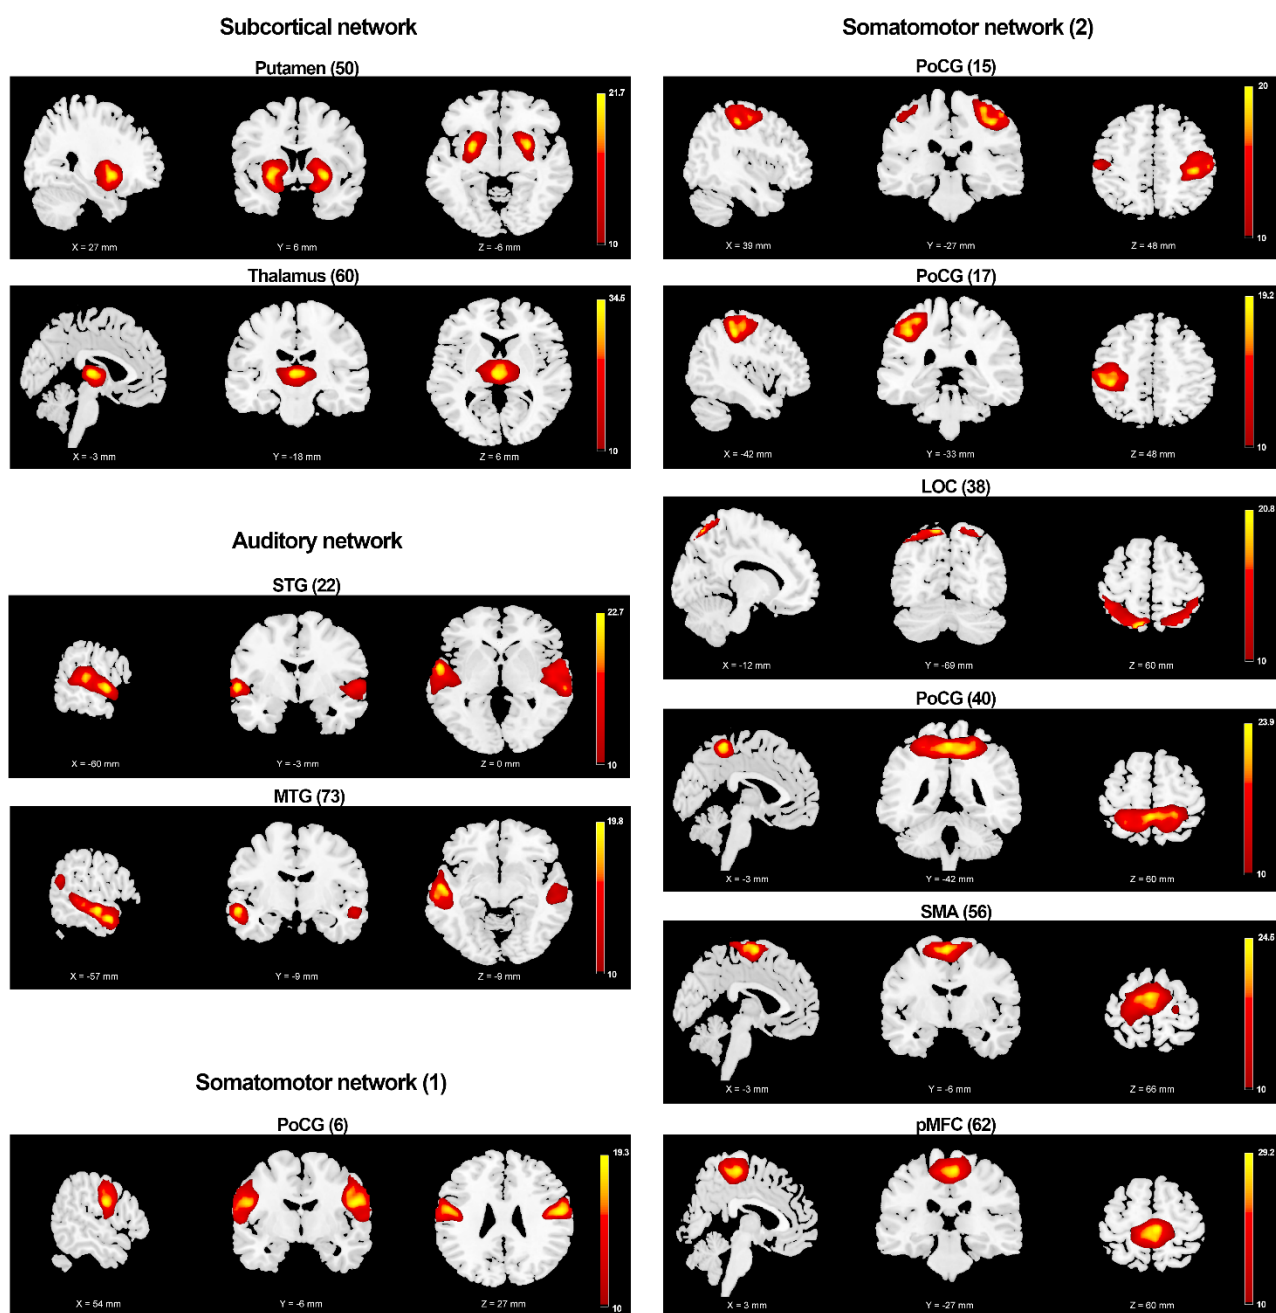 Subcortical network
Putamen (50)
21.7
10
X = 27 mm
Y = 6 mm
Z = -6 mm
Thalamus (60)
34.5
10
X = -3 mm
Y = -18 mm
Z = 6 mm
Auditory network
STG (22)
22.7
10
X = -60 mm
Y = -3 mm
Z = 0 mm
MTG (73)
19.8
10
X = -57 mm
Y = -9 mm
Z = -9 mm
Somatomotor network (1)
PoCG (6)
19.3
10
X = 54 mm
Y = -6 mm
Z = 27 mm
Somatomotor network (2)
PoCG (15)
20
10
X = 39 mm
Y = -27 mm
Z = 48 mm
PoCG (17)
19.2
10
X = -42 mm
Y = -33 mm
Z = 48 mm
LOC (38)
20.8
10
X = -12 mm
Y = -69 mm
Z = 60 mm
PoCG (40)
23.9
10
X = -3 mm
Y = -42 mm
Z = 60 mm
SMA (56)
24.5
10
X = -3 mm
Y = -6 mm
Z = 66 mm
pMFC (62)
29.2
10
X = 3 mm
Y = -27 mm
Z = 60 mm